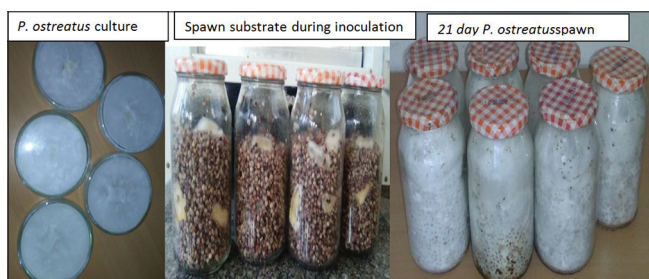 P. ostreatus culture
Spawn substrate during inoculation
21 day P. ostreatusspawn